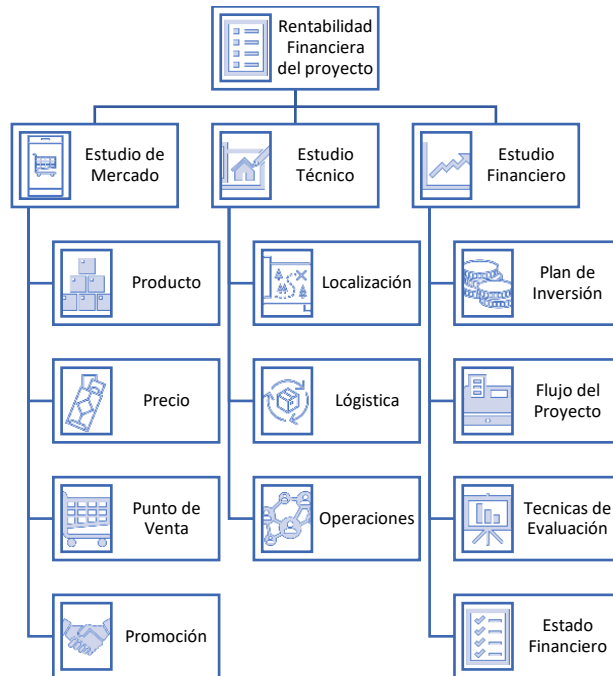 Rentabilidad
Financiera
del proyecto
Estudio de
Mercado
Estudio
Técnico
Estudio
Financiero
Producto
Localización
Plan de
Inversión
Precio
Lógistica
Flujo del
Proyecto
Punto de
Venta
Operaciones
Tecnicas de
Evaluación
Promoción
Estado
Financiero